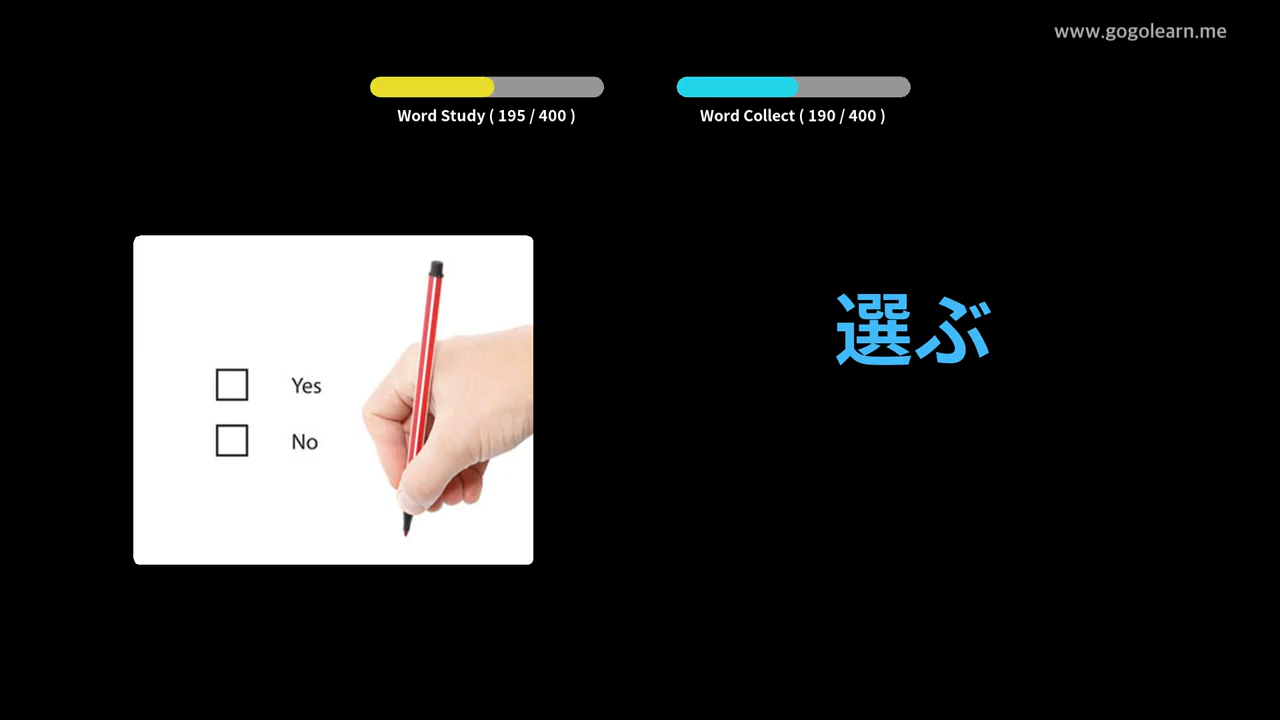 www.gogolearn.me
Word Study ( 195 / 400 )
Word Collect ( 190 / 400 )
選ぶ
Yes
No